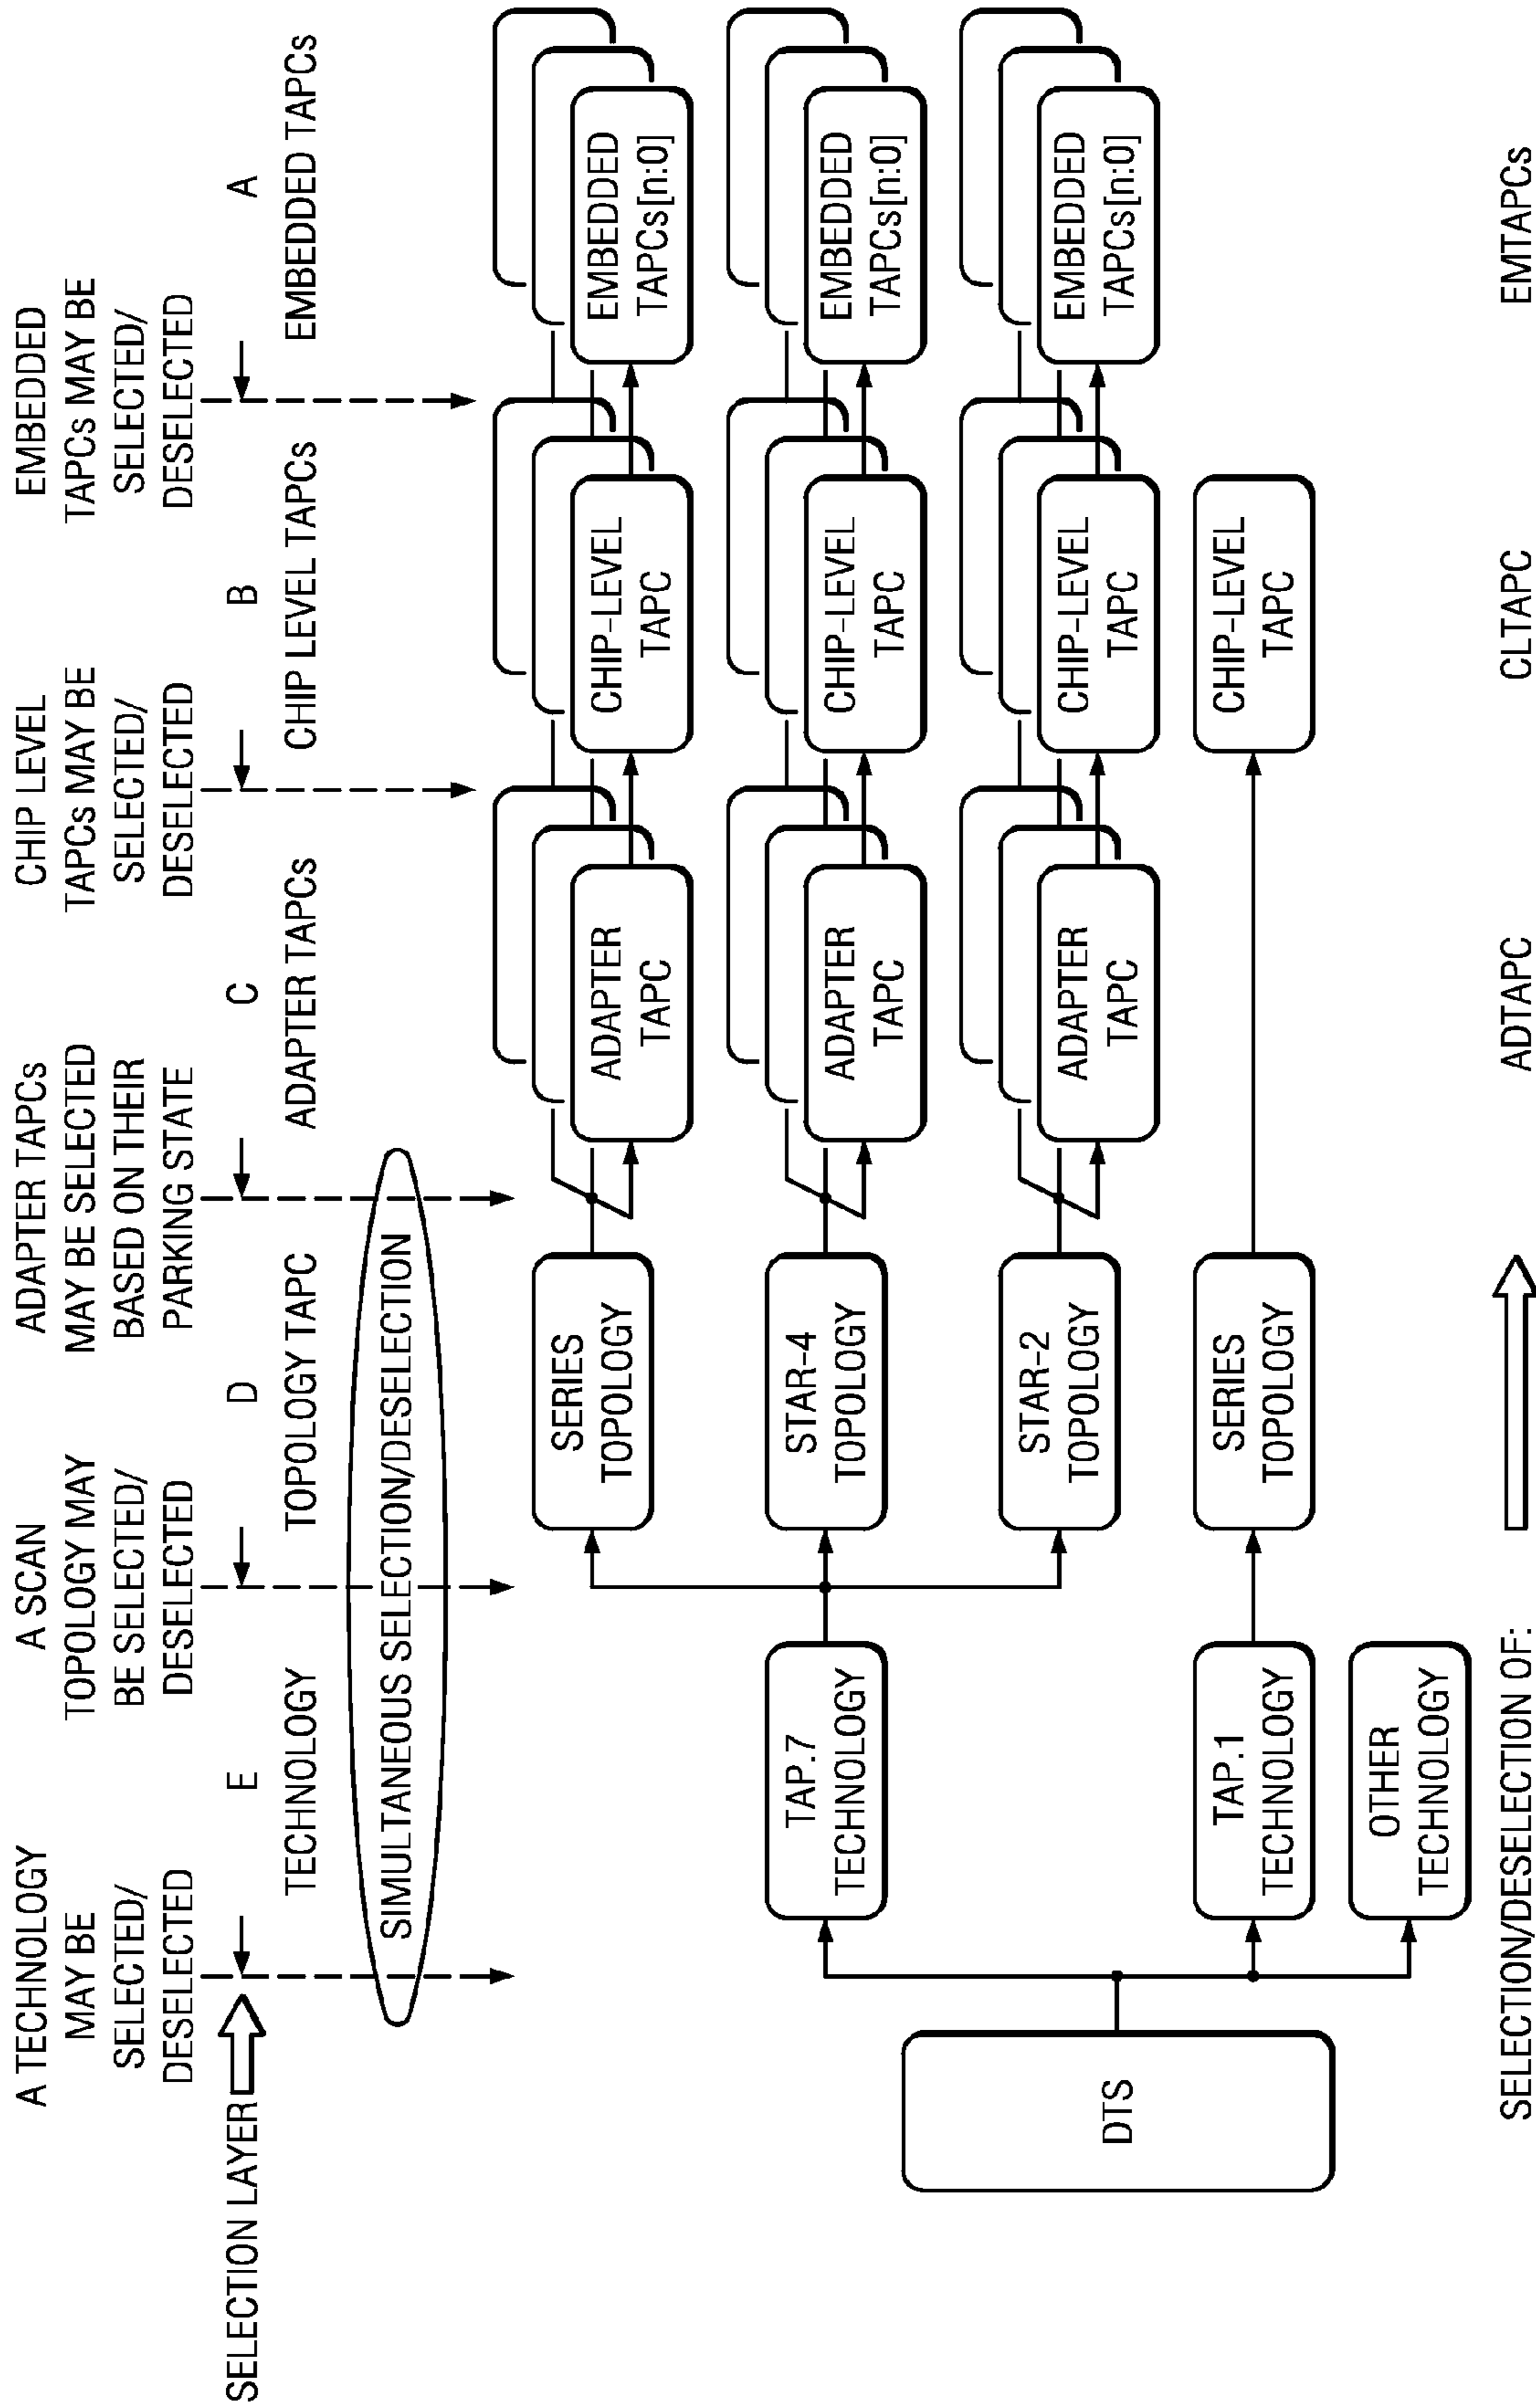 A TECHNOLOGY
MAY BE
SELECTED/
DESELECTED
A SCAN
TOPOLOGY MAY
BE SELECTED/
DESELECTED
ADAPTER TAPCs
MAY BE SELECTED
BASED ON THEIR
PARKING STATE
CHIP LEVEL
TAPCs MAY BE
SELECTED/
DESELECTED
EMBEDDED
TAPCs MAY BE
SELECTED/
DESELECTED
SELECTION LAYER
E
D
C
B
A
TECHNOLOGY
TOPOLOGY TAPC
ADAPTER TAPCs
CHIP LEVEL TAPCs
EMBEDDED TAPCs
SIMULTANEOUS SELECTION/DESELECTION
SERIES
TOPOLOGY
ADAPTER
TAPC
CHIP-LEVEL
TAPC
EMBEDDED
TAPCs[n:0]
TAP.7
TECHNOLOGY
STAR-4
TOPOLOGY
ADAPTER
TAPC
CHIP-LEVEL
TAPC
EMBEDDED
TAPCs[n:0]
STAR-2
TOPOLOGY
ADAPTER
TAPC
CHIP-LEVEL
TAPC
EMBEDDED
TAPCs[n:0]
DTS
TAP.1
TECHNOLOGY
SERIES
TOPOLOGY
CHIP-LEVEL
TAPC
OTHER
TECHNOLOGY
SELECTION/DESELECTION OF:
ADTAPC
CLTAPC
EMTAPCs